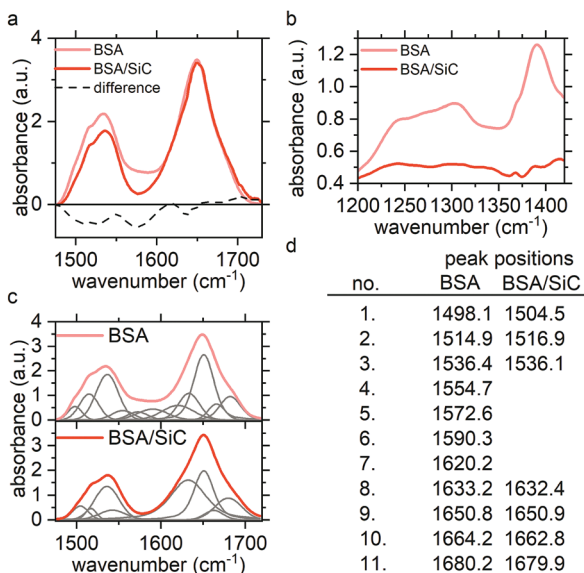 a
BSA
BSA/SiC
difference
absorbance (a.u.)
4
2
0
1500 1600 1700
wavenumber (cm-1)
b
BSA
BSA/SiC
absorbance (a.u.)
1.2
1.0
0.8
0.6
0.4
1200 1250 1300 1350 1400
wavenumber (cm-1)
c
BSA
absorbance (a.u.)
4
3
2
1
0
BSA/SiC
3
2
1
0
1500 1600 1700
wavenumber (cm-1)
d
peak positions
no. BSA BSA/SiC
1. 1498.1 1504.5
2. 1514.9 1516.9
3. 1536.4 1536.1
4. 1554.7
5. 1572.6
6. 1590.3
7. 1620.2
8. 1633.2 1632.4
9. 1650.8 1650.9
10. 1664.2 1662.8
11. 1680.2 1679.9